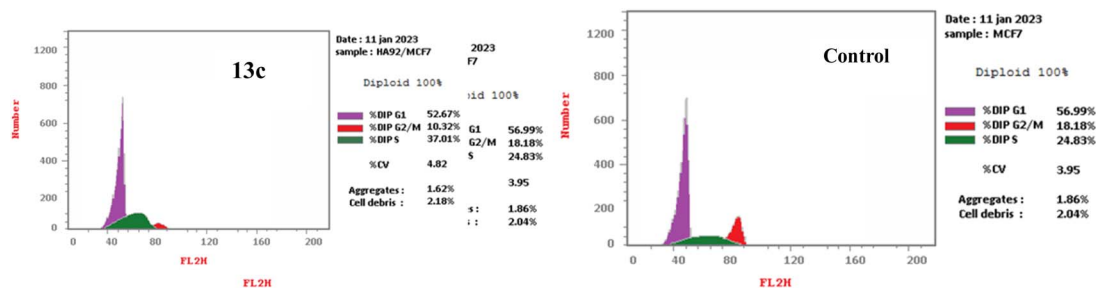 Date : 11 jan 2023
sample : HA92/MCF7
13c
Diploid 100%
%DIP G1 52.67%
%DIP G2/M 10.32%
%DIP S 37.01%
%CV 4.82
Aggregates : 1.62%
Cell debris : 2.18%
1200
800
600
400
200
0
Number
0 40 80 120 160 200
FL2H
FL2H
2023
F7
id 100%
G1 56.99%
G2/M 18.18%
S 24.83%
3.95
s : 1.86%
s : 2.04%
Date : 11 jan 2023
sample : MCF7
Control
Diploid 100%
%DIP G1 56.99%
%DIP G2/M 18.18%
%DIP S 24.83%
%CV 3.95
Aggregates : 1.86%
Cell debris : 2.04%
1200
800
600
400
200
0
Number
0 40 80 120 160 200
FL2H